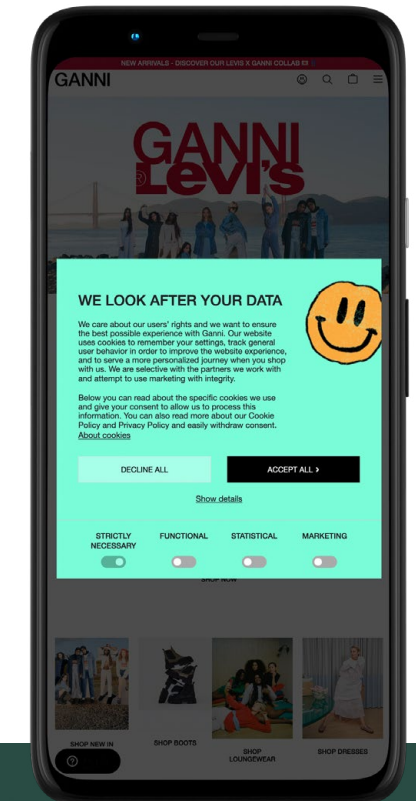 NEW ARRIVALS - DISCOVER OUR LEVIS X GANNI COLLAB
GANNI
GANNI
Levi's
®
WE LOOK AFTER YOUR DATA
We care about our users' rights and we want to ensure
the best possible experience with Ganni. Our website
uses cookies to remember your settings, track general
user behavior in order to improve the website experience,
and to serve a more personalized journey when you shop
with us. We are selective with the partners we work with
and attempt to use marketing with integrity.
Below you can read about the specific cookies we use
and give your consent to allow us to process this
information. You can also read more about our Cookie
Policy and Privacy Policy and easily withdraw consent.
About cookies
DECLINE ALL
ACCEPT ALL ›
Show details
STRICTLY
NECESSARY
FUNCTIONAL
STATISTICAL
MARKETING
SHOP NOW
SHOP NEW IN
SHOP BOOTS
SHOP
LOUNGEWEAR
SHOP DRESSES